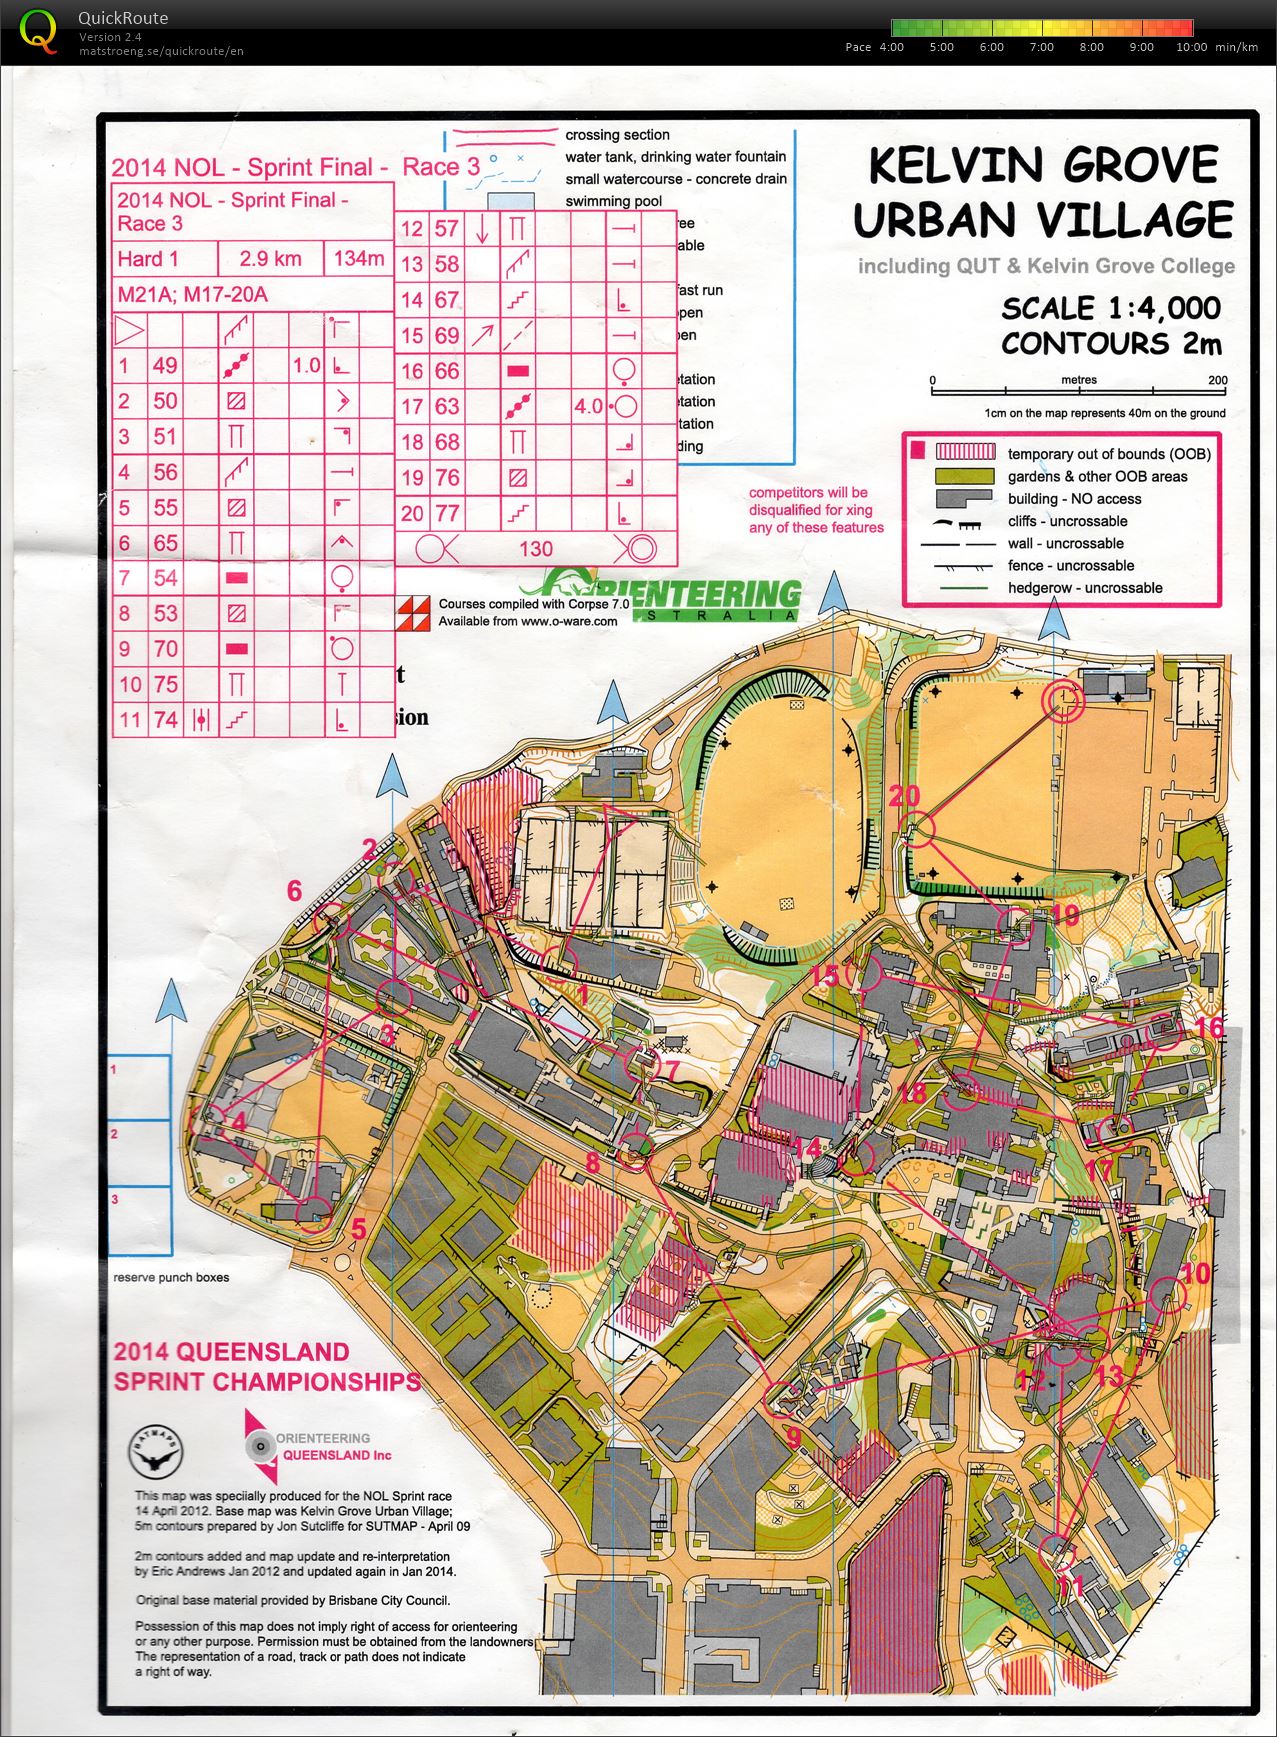 QuickRoute
Version 2.4
matstroeng.se/quickroute/en
Pace 4:00 5:00 6:00 7:00 8:00 9:00 10:00 min/km
crossing section
water tank, drinking water fountain
small watercourse - concrete drain
swimming pool
2014 NOL - Sprint Final - Race 3
2014 NOL - Sprint Final -
Race 3
Hard 1 2.9 km 134m
M21A; M17-20A
1 49 1.0
2 50
3 51
4 56
5 55
6 65
7 54
8 53
9 70
10 75
11 74
12 57
13 58
14 67
15 69
16 66
17 63 4.0
18 68
19 76
20 77
130
ree
able
fast run
pen
en
etation
etation
tation
ding
KELVIN GROVE
URBAN VILLAGE
including QUT & Kelvin Grove College
SCALE 1:4,000
CONTOURS 2m
0 metres 200
1cm on the map represents 40m on the ground
competitors will be
disqualified for xing
any of these features
temporary out of bounds (OOB)
gardens & other OOB areas
building - NO access
cliffs - uncrossable
wall - uncrossable
fence - uncrossable
hedgerow - uncrossable
RIENTEERING
S T R A L I A
Courses compiled with Corpse 7.0
Available from www.o-ware.com
t
sion
20
2
6
19
15
1
3
16
7
18
4
14
8
17
5
10
12
13
9
11
1
2
3
reserve punch boxes
2014 QUEENSLAND
SPRINT CHAMPIONSHIPS
BATMAPS
ORIENTEERING
QUEENSLAND Inc
This map was speciially produced for the NOL Sprint race
14 April 2012. Base map was Kelvin Grove Urban Village;
5m contours prepared by Jon Sutcliffe for SUTMAP - April 09
2m contours added and map update and re-interpretation
by Eric Andrews Jan 2012 and updated again in Jan 2014.
Original base material provided by Brisbane City Council.
Possession of this map does not imply right of access for orienteering
or any other purpose. Permission must be obtained from the landowners.
The representation of a road, track or path does not indicate
a right of way.